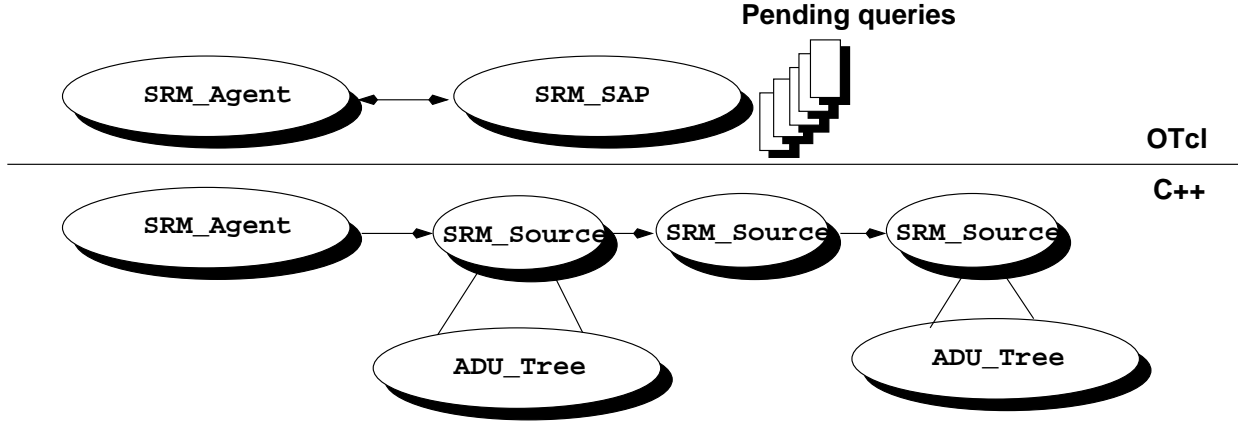 Pending queries
SRM_Agent
SRM_SAP
OTcl
C++
SRM_Agent
SRM_Source
SRM_Source
SRM_Source
ADU_Tree
ADU_Tree